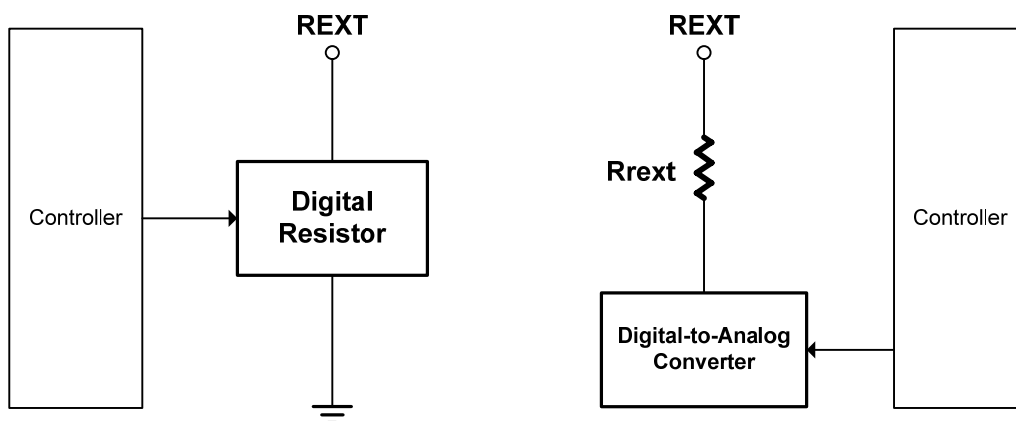 REXT
Controller
Digital
Resistor
REXT
Rrext
Digital-to-Analog
Converter
Controller